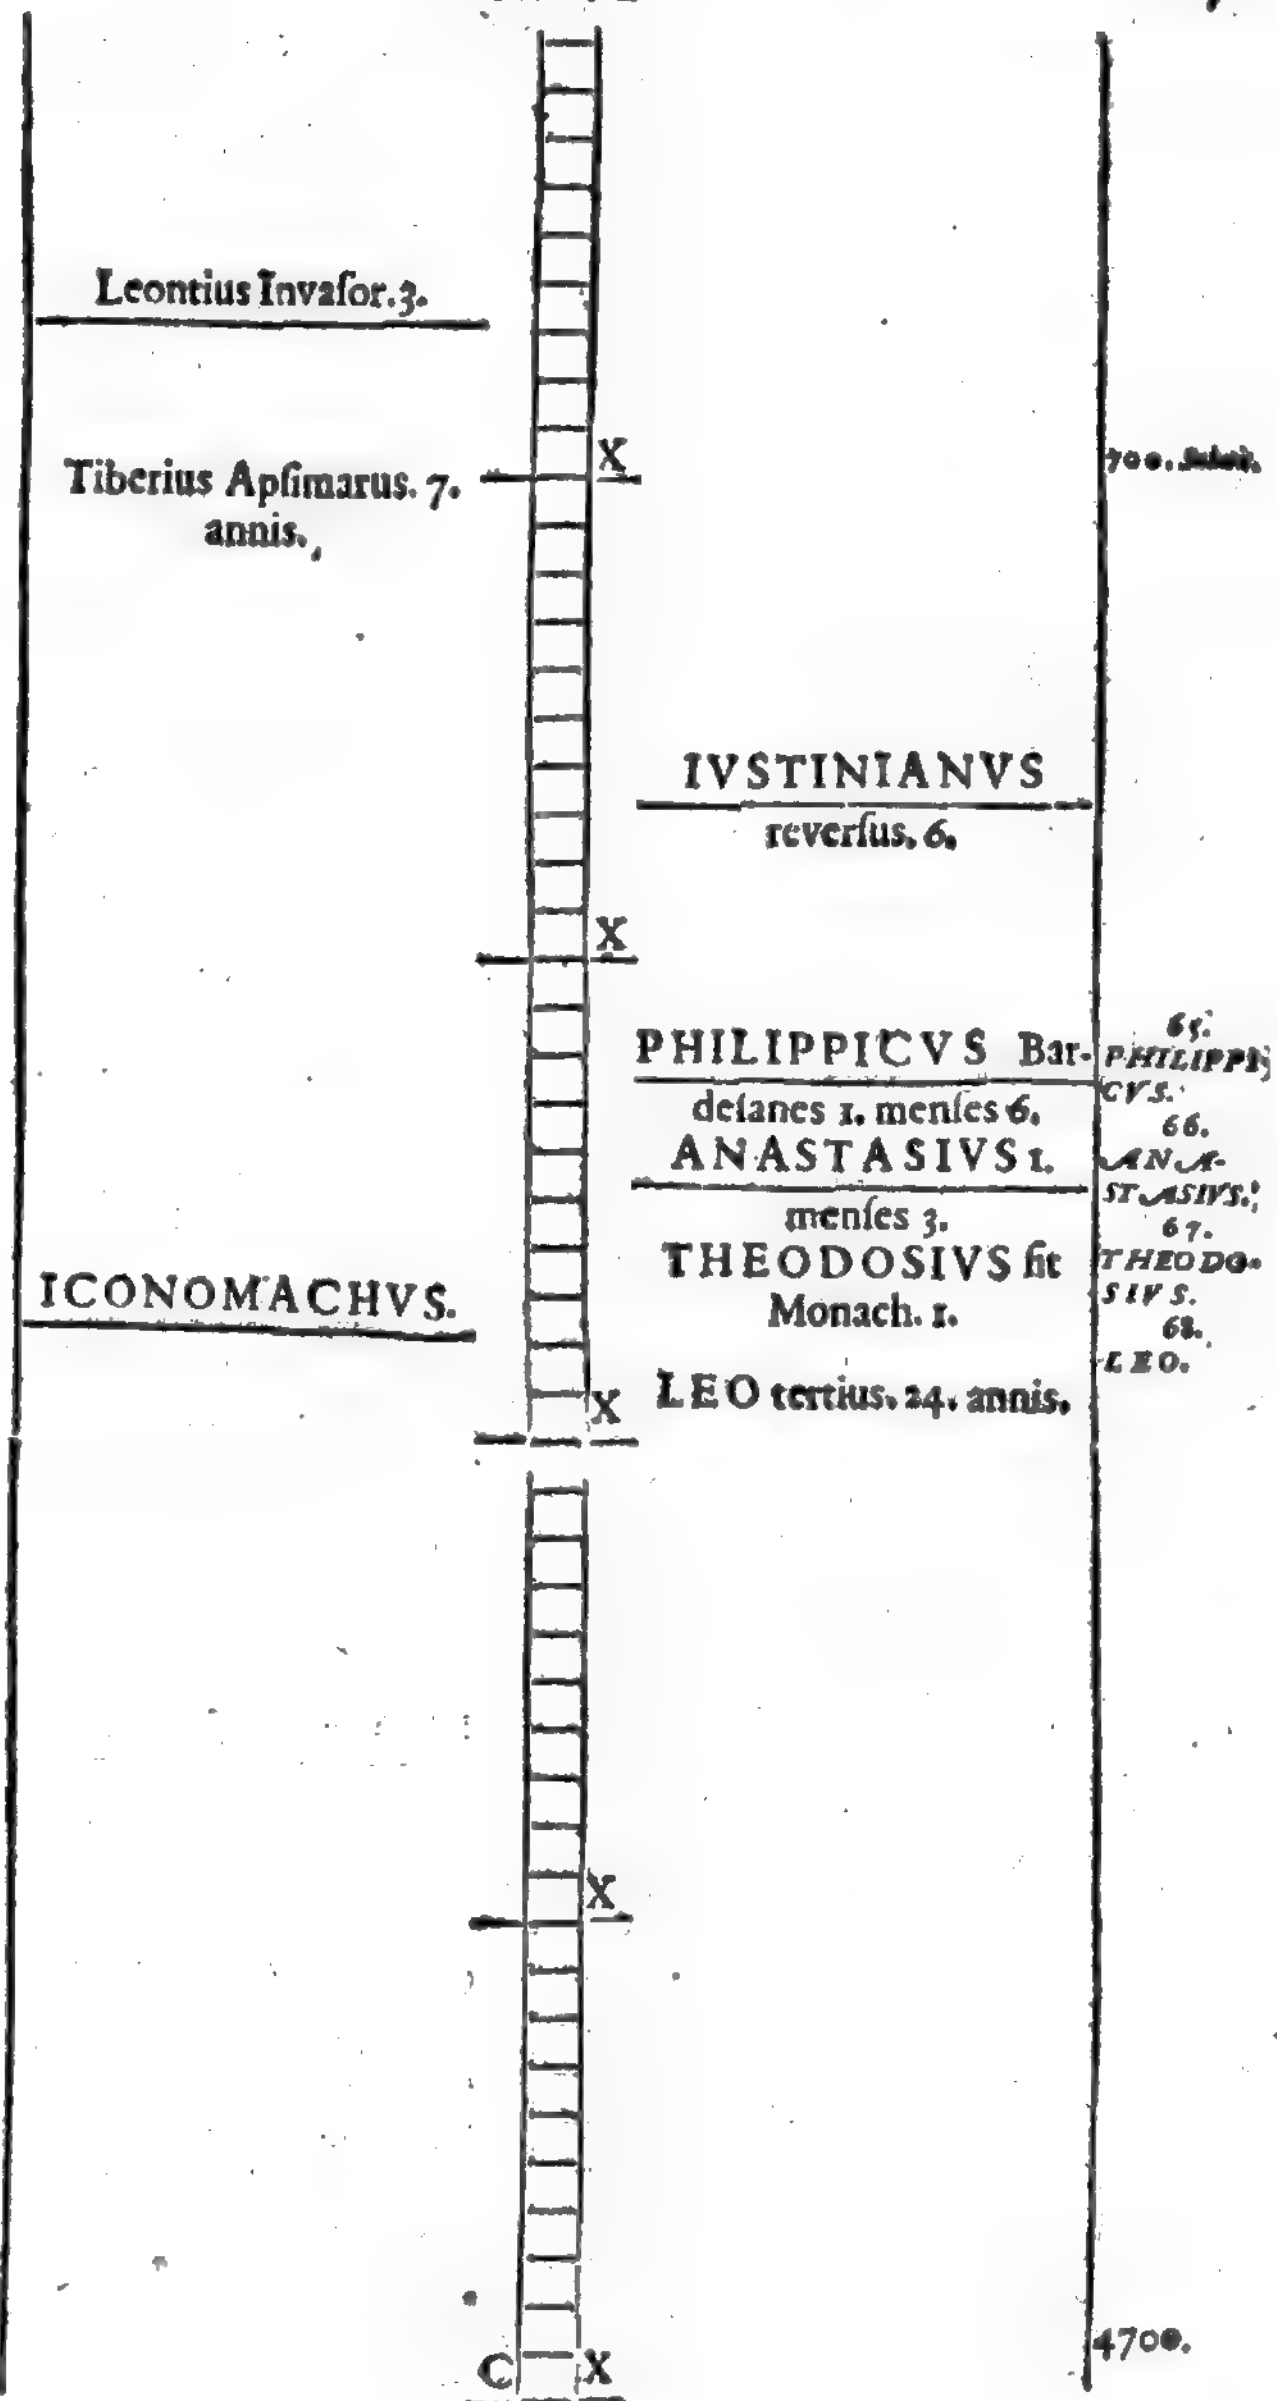 Leontius Invaſor. 3.
X
700.
Tiberius Apſimarus. 7.
annis.
IVSTINIANVS
reverſus. 6.
X
PHILIPPICVS Bar-
deſanes 1. menſes 6.
ANASTASIVS 1.
menſes 3.
THEODOSIVS fit
Monach. 1.
LEO tertius. 24. annis.
65.
PHILIPPI-
CVS.
66.
ANA-
STASIVS.
67.
THEODO-
SIVS.
68.
LEO.
ICONOMACHVS.
X
X
C X
4700.